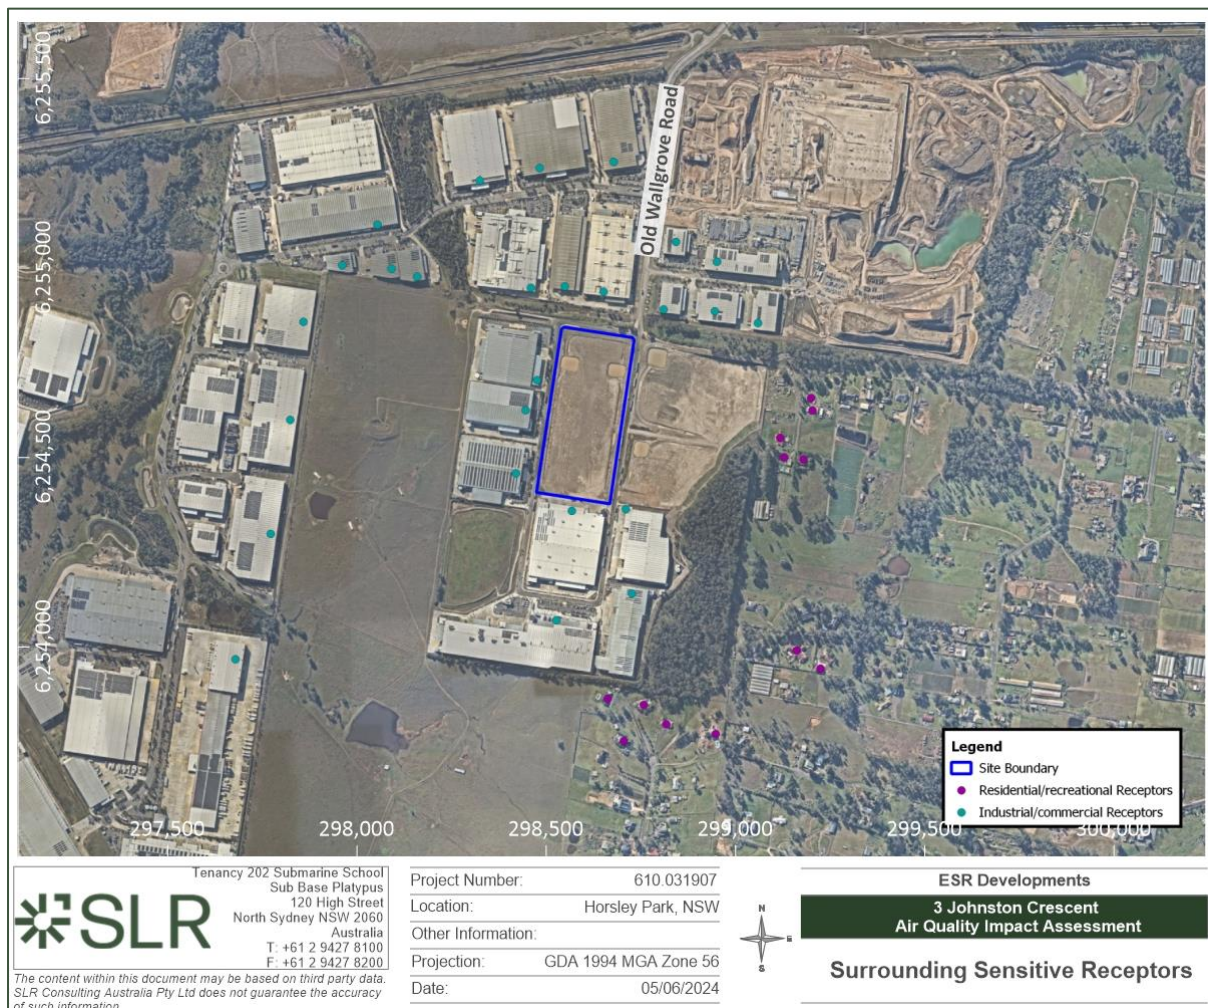 6,255,500
Old Wallgrove Road
6,255,000
6,254,500
6,254,000
297,500
298,000
298,500
299,000
299,500
300,000
Legend
Site Boundary
Residential/recreational Receptors
Industrial/commercial Receptors
SLR
Tenancy 202 Submarine School
Sub Base Platypus
120 High Street
North Sydney NSW 2060
Australia
T: +61 2 9427 8100
F: +61 2 9427 8200
The content within this document may be based on third party data.
SLR Consulting Australia Pty Ltd does not guarantee the accuracy
of such information.
Project Number: 610.031907
Location: Horsley Park, NSW
Other Information:
Projection: GDA 1994 MGA Zone 56
Date: 05/06/2024
N
E
S
ESR Developments
3 Johnston Crescent
Air Quality Impact Assessment
Surrounding Sensitive Receptors